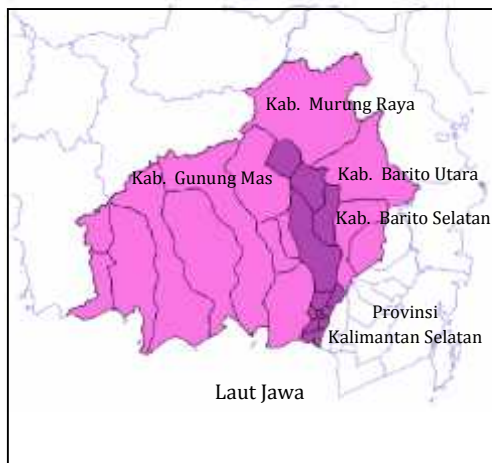 Kab. Murung Raya
Kab. Gunung Mas
Kab. Barito Utara
Kab. Barito Selatan
Provinsi
Kalimantan Selatan
Laut Jawa